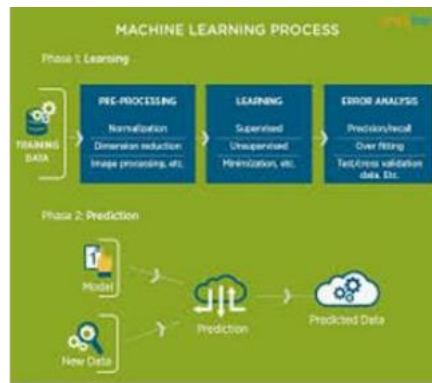 MACHINE LEARNING PROCESS
Phase 1: Learning
TRAINING
DATA
PRE-PROCESSING
Normalization
Dimension reduction
Image processing, etc.
LEARNING
Supervised
Unsupervised
Minimization, etc.
ERROR ANALYSIS
Precision/recall
Over fitting
Test/cross validation
data, Etc.
Phase 2: Prediction
Model
New Data
Prediction
Predicted Data